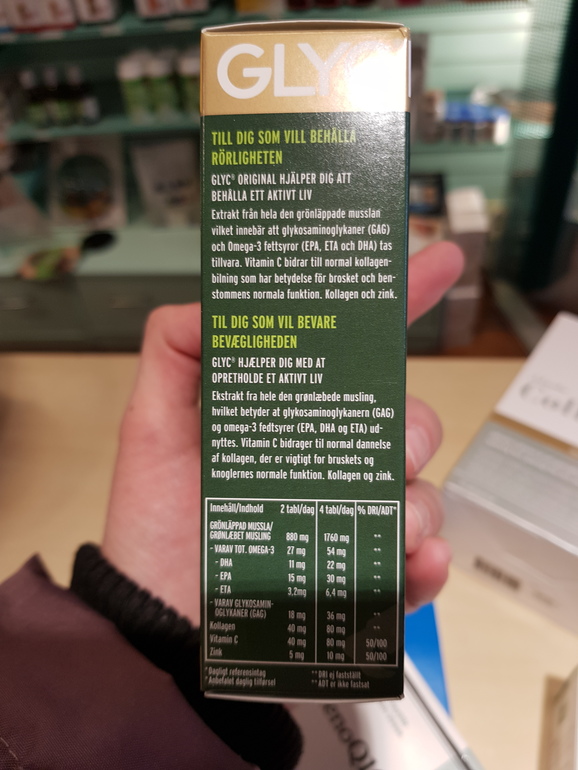 GLYC
TILL DIG SOM VILL BEHÅLLA
RÖRLIGHETEN
GLYC® ORIGINAL HJÄLPER DIG ATT
BEHÅLLA ETT AKTIVT LIV
Extrakt från hela den grönläppade musslan
vilket innebär att glykosaminoglykaner (GAG)
och Omega-3 fettsyror (EPA, ETA och DHA) tas
tillvara. Vitamin C bidrar till normal kollagen-
bilning som har betydelse för brosket och ben-
stommens normala funktion. Kollagen och zink.
TIL DIG SOM VIL BEVARE
BEVÆGLIGHEDEN
GLYC® HJÆLPER DIG MED AT
OPRETHOLDE ET AKTIVT LIV
Ekstrakt fra hele den grønlæbede musling,
hvilket betyder at glykosaminoglykanern (GAG)
og omega-3 fedtsyrer (EPA, DHA og ETA) ud-
nyttes. Vitamin C bidrager til normal dannelse
af kollagen, der er vigtigt for bruskets og
knoglernes normale funktion. Kollagen og zink.
Innehåll/Indhold 2 tabl/dag 4 tabl/dag % DRI/ADT*
GRÖNLÄPPAD MUSSLA/
GRØNLÆBET MUSLING 880 mg 1760 mg **
- VARAV TOT. OMEGA-3 27 mg 54 mg **
- DHA 11 mg 22 mg **
- EPA 15 mg 30 mg **
- ETA 3,2mg 6,4 mg **
- VARAV GLYKOSAMIN-
OGLYKANER (GAG) 18 mg 36 mg **
Kollagen 40 mg 80 mg **
Vitamin C 40 mg 80 mg 50/100
Zink 5 mg 10 mg 50/100
*Dagligt referensintag **DRI ej fastställt
*Anbefalet daglig tilførsel **ADT er ikke fastsat
enoQ1